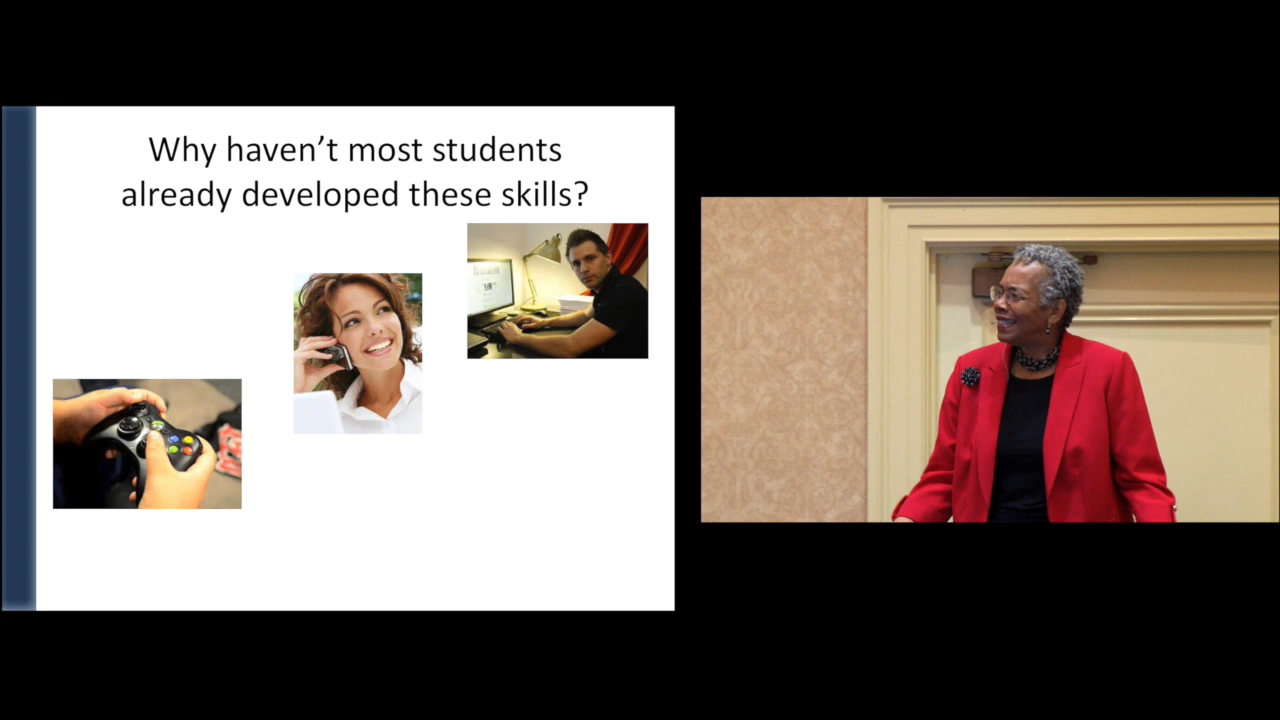 Why haven’t most students
already developed these skills?